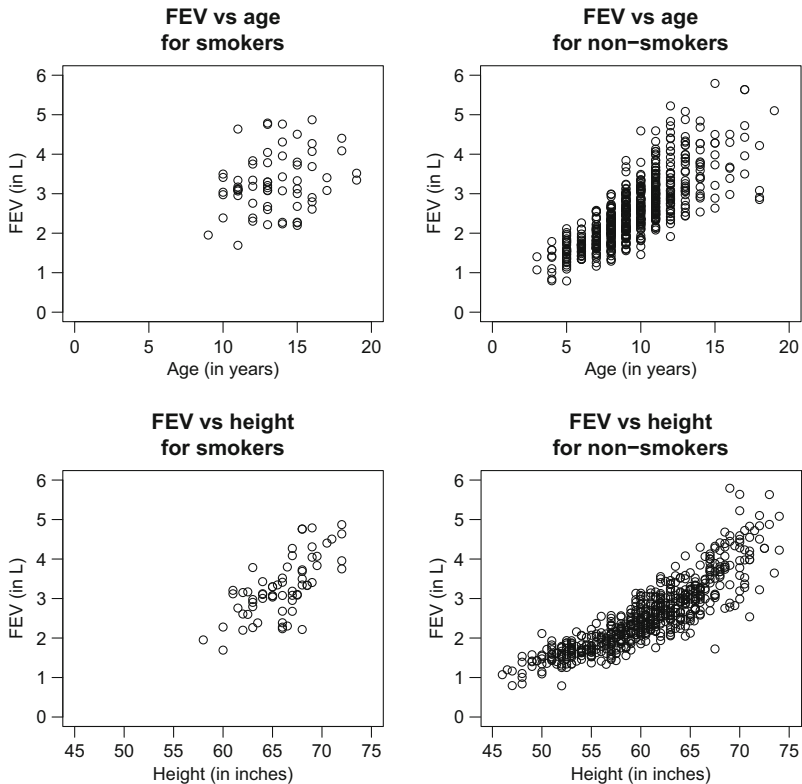 FEV vs age
for smokers
FEV (in L)
6
5
4
3
2
1
0
0 5 10 15 20
Age (in years)
FEV vs age
for non−smokers
FEV (in L)
6
5
4
3
2
1
0
0 5 10 15 20
Age (in years)
FEV vs height
for smokers
FEV (in L)
6
5
4
3
2
1
0
45 50 55 60 65 70 75
Height (in inches)
FEV vs height
for non−smokers
FEV (in L)
6
5
4
3
2
1
0
45 50 55 60 65 70 75
Height (in inches)